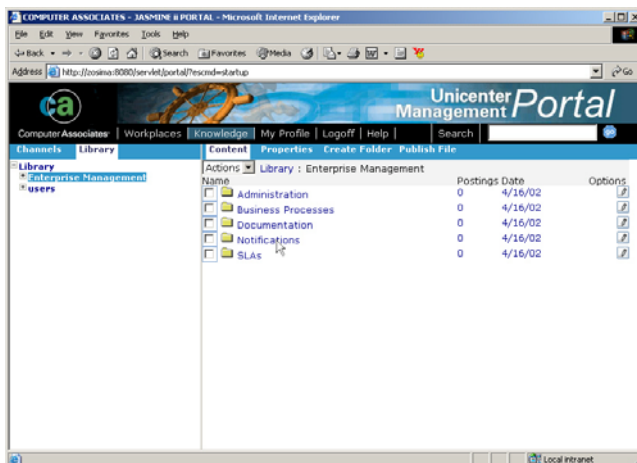 COMPUTER ASSOCIATES - JASMINE ii PORTAL - Microsoft Internet Explorer
File Edit View Favorites Tools Help
Back Search Favorites Media
Address http://zosima:8080/servlet/portal/?escmd=startup Go
ca Unicenter Management Portal
Computer Associates Workplaces | Knowledge | My Profile | Logoff | Help | Search
Channels Library Content Properties Create Folder Publish File
Library Actions Library : Enterprise Management
Enterprise Management Name Postings Date Options
users Administration 0 4/16/02
Business Processes 0 4/16/02
Documentation 0 4/16/02
Notifications 0 4/16/02
SLAs 0 4/16/02
Local intranet